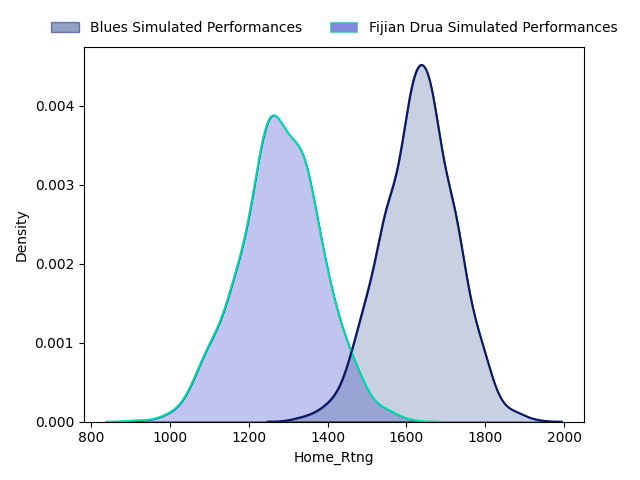 Blues Simulated Performances
Fijian Drua Simulated Performances
0.004
0.003
0.002
0.001
0.000
Density
800 1000 1200 1400 1600 1800 2000
Home_Rtng